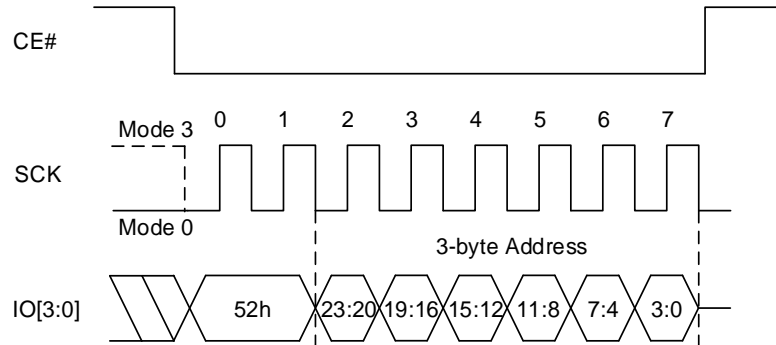 CE#
0 1 2 3 4 5 6 7
Mode 3
SCK
Mode 0
3-byte Address
IO[3:0] 52h 23:20 19:16 15:12 11:8 7:4 3:0